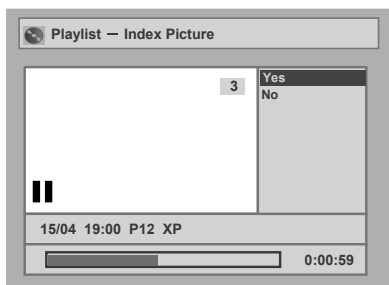 Playlist — Index Picture
3
Yes
No
15/04 19:00 P12 XP
0:00:59